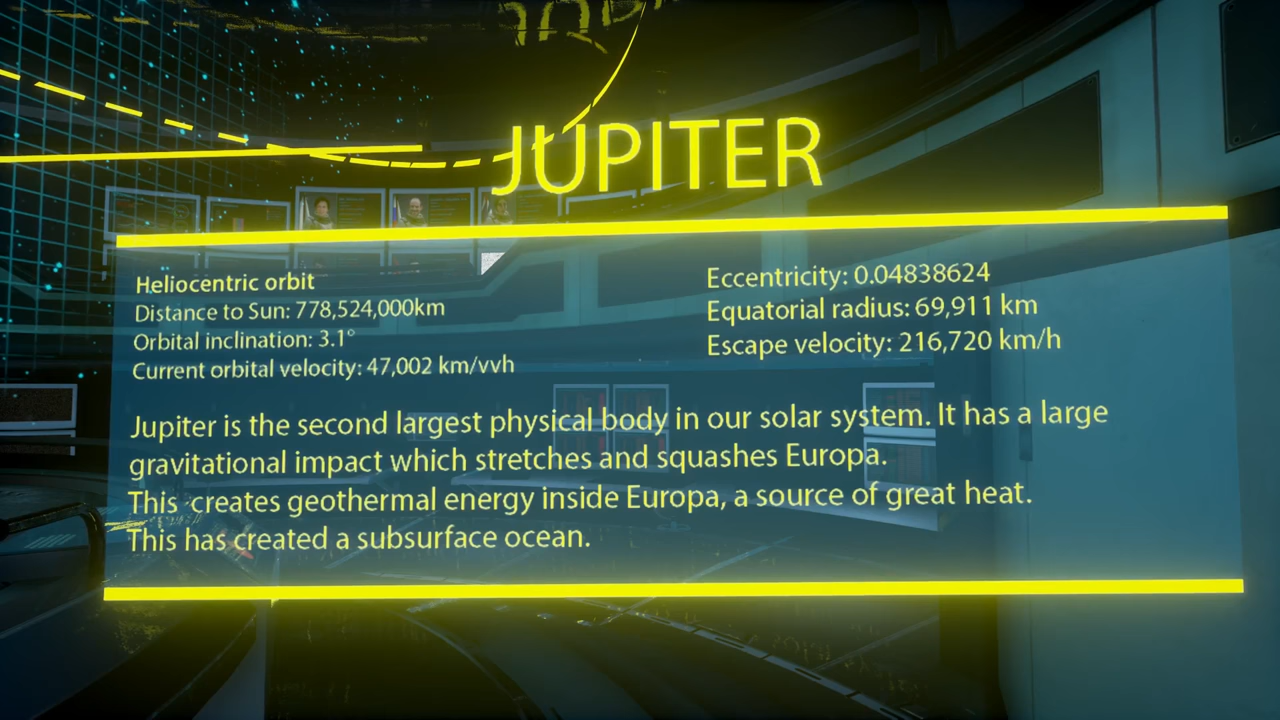 JUPITER
Heliocentric orbit
Distance to Sun: 778,524,000km
Orbital inclination: 3.1°
Current orbital velocity: 47,002 km/vvh
Eccentricity: 0.04838624
Equatorial radius: 69,911 km
Escape velocity: 216,720 km/h
Jupiter is the second largest physical body in our solar system. It has a large
gravitational impact which stretches and squashes Europa.
This creates geothermal energy inside Europa, a source of great heat.
This has created a subsurface ocean.